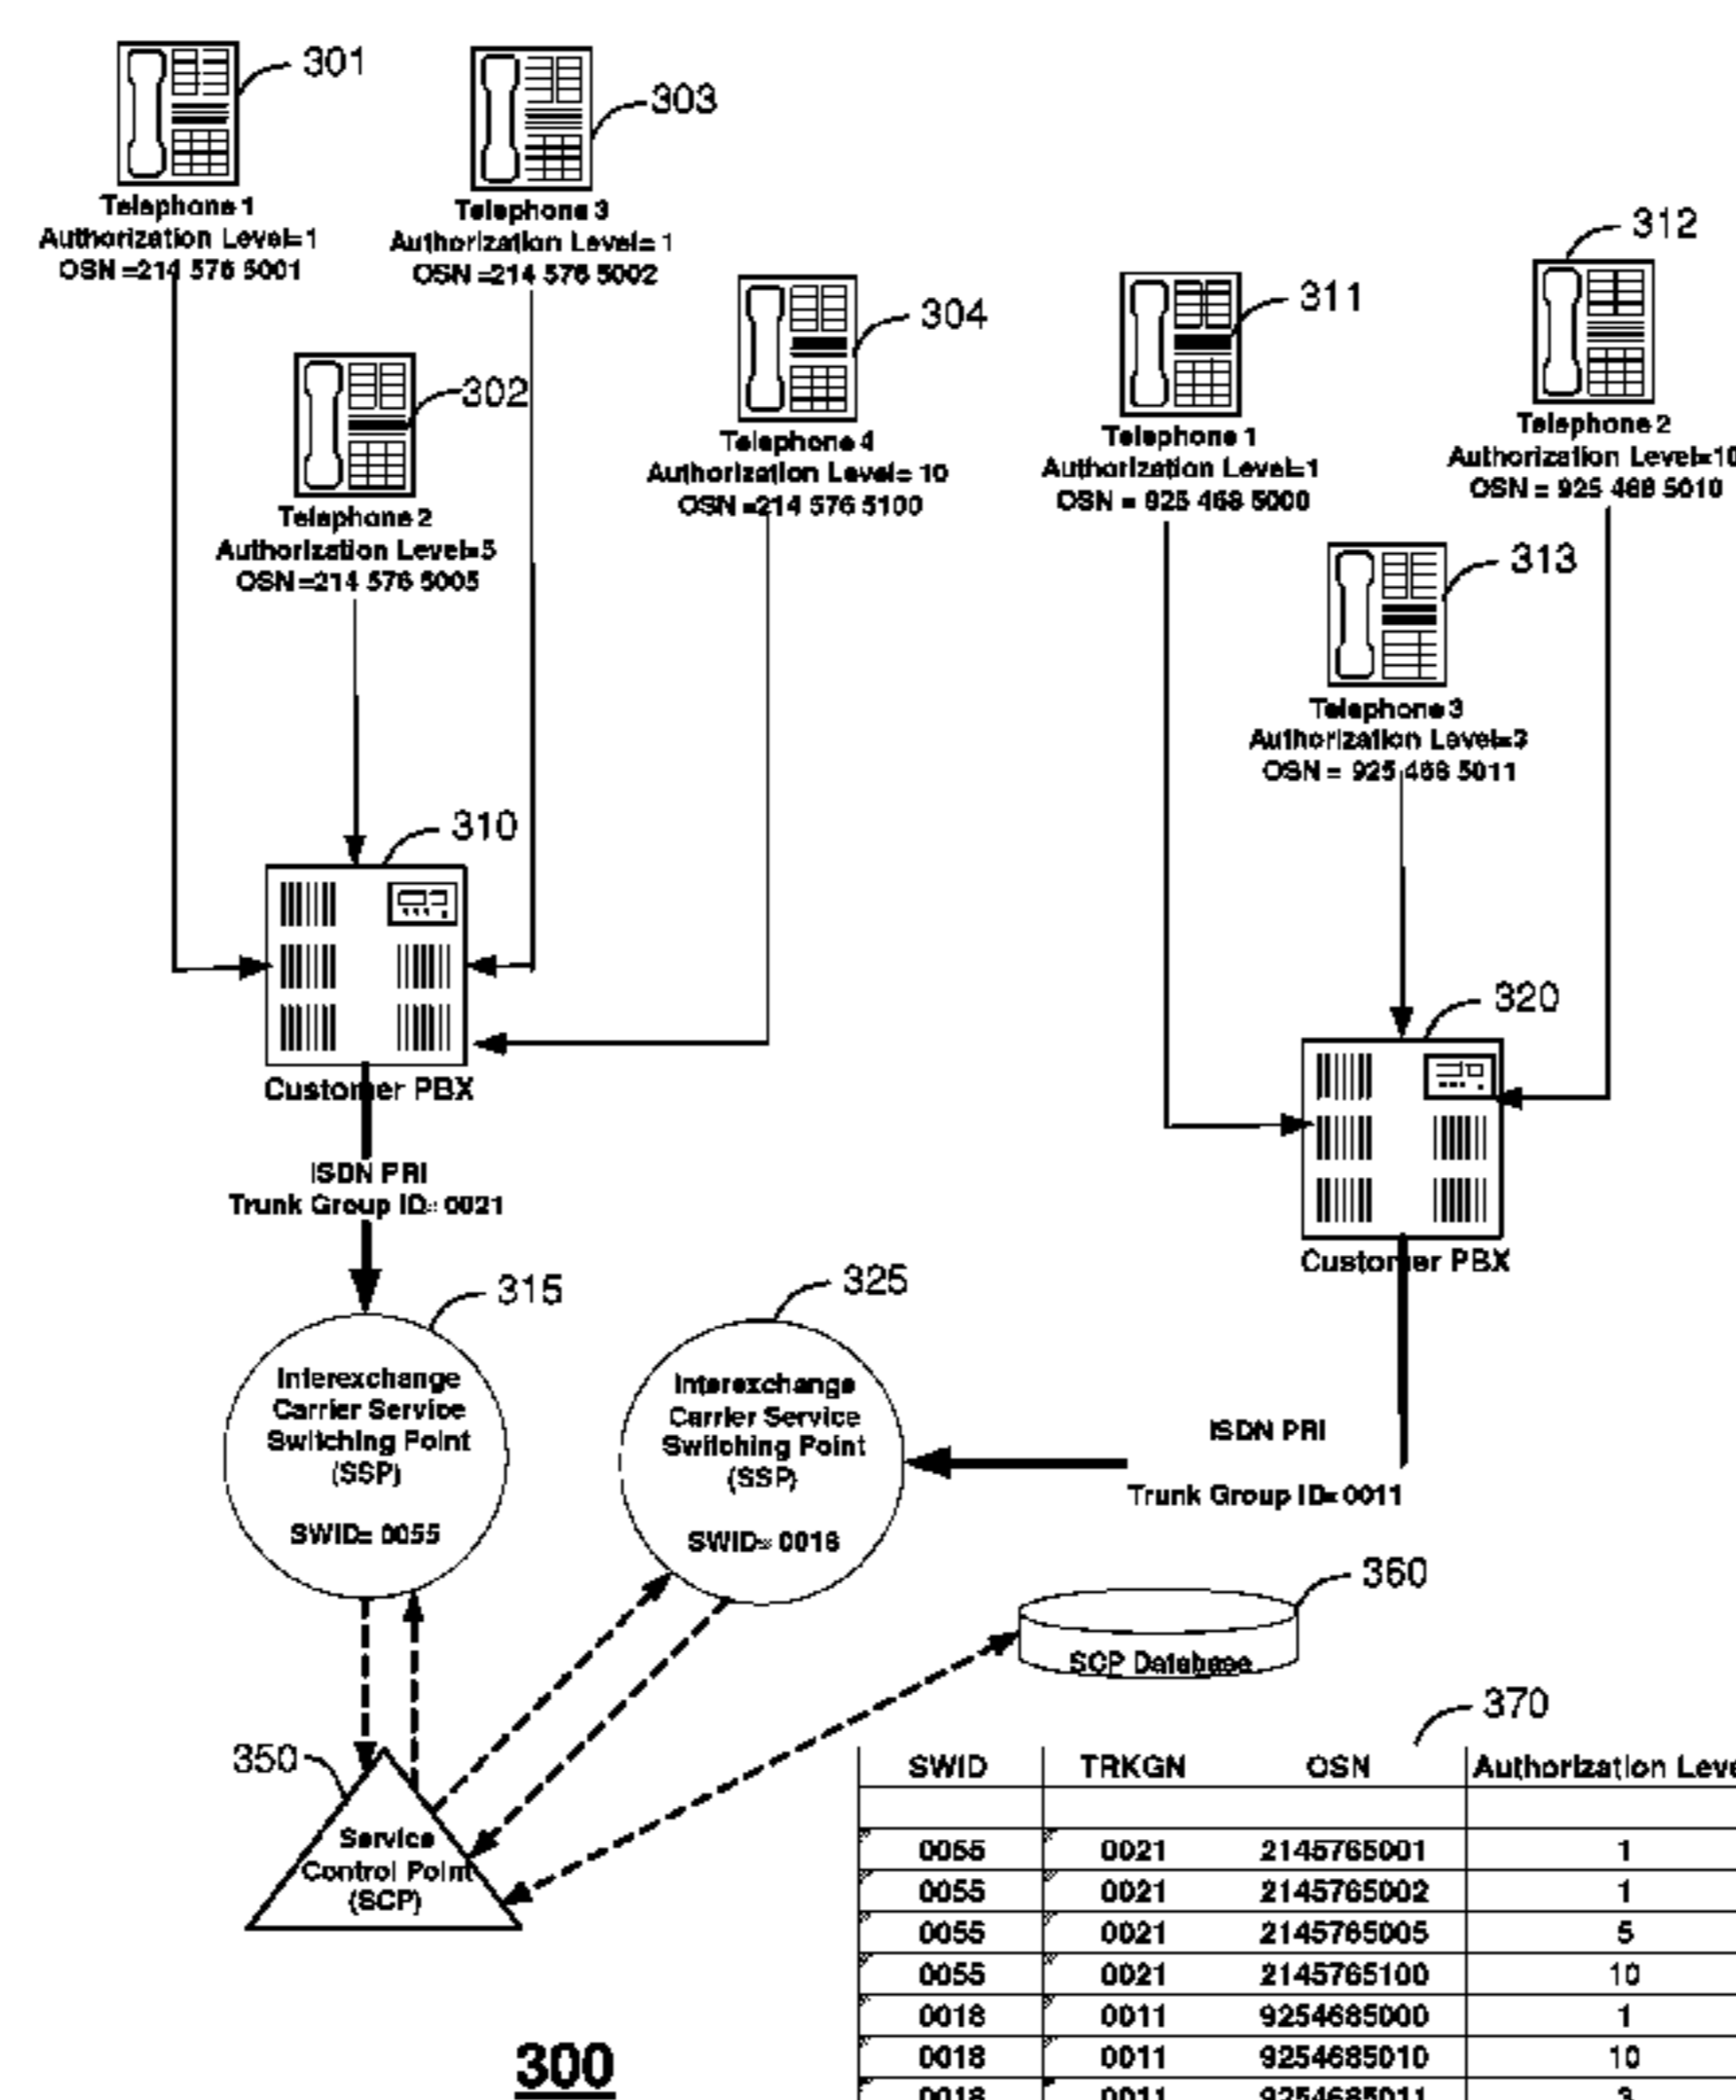 301
303
Telephone 1
Authorization Level=1
OSN =214 576 5001
Telephone 3
Authorization Level= 1
OSN =214 576 5002
312
311
304
302
Telephone 2
Authorization Level=5
OSN =214 576 5005
Telephone 4
Authorization Level= 10
OSN =214 576 5100
Telephone 1
Authorization Level=1
OSN = 925 468 5000
Telephone 2
Authorization Level=10
OSN = 925 468 5010
313
Telephone 3
Authorization Level=3
OSN = 925 468 5011
310
Customer PBX
320
Customer PBX
ISDN PRI
Trunk Group ID= 0021
315
Interexchange
Carrier Service
Switching Point
(SSP)
SWID= 0055
325
Interexchange
Carrier Service
Switching Point
(SSP)
SWID= 0018
ISDN PRI
Trunk Group ID= 0011
360
SCP Database
350
Service
Control Point
(SCP)
370
SWID TRKGN OSN Authorization
0055 0021 2145765001 1
0055 0021 2145765002 1
0055 0021 2145765005 5
0055 0021 2145765100 10
0018 0011 9254685000 1
0018 0011 9254685010 10
0018 0011 9254685011 3
300